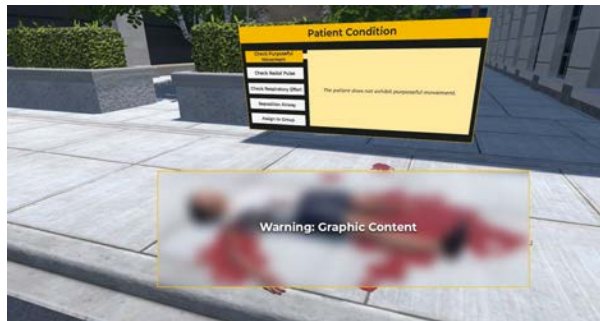 Patient Condition
Check Purposeful
Movement
Check Radial Pulse
Check Respiratory Effort
Reposition Airway
Assign to Group
The patient does not exhibit purposeful movement.
Warning: Graphic Content